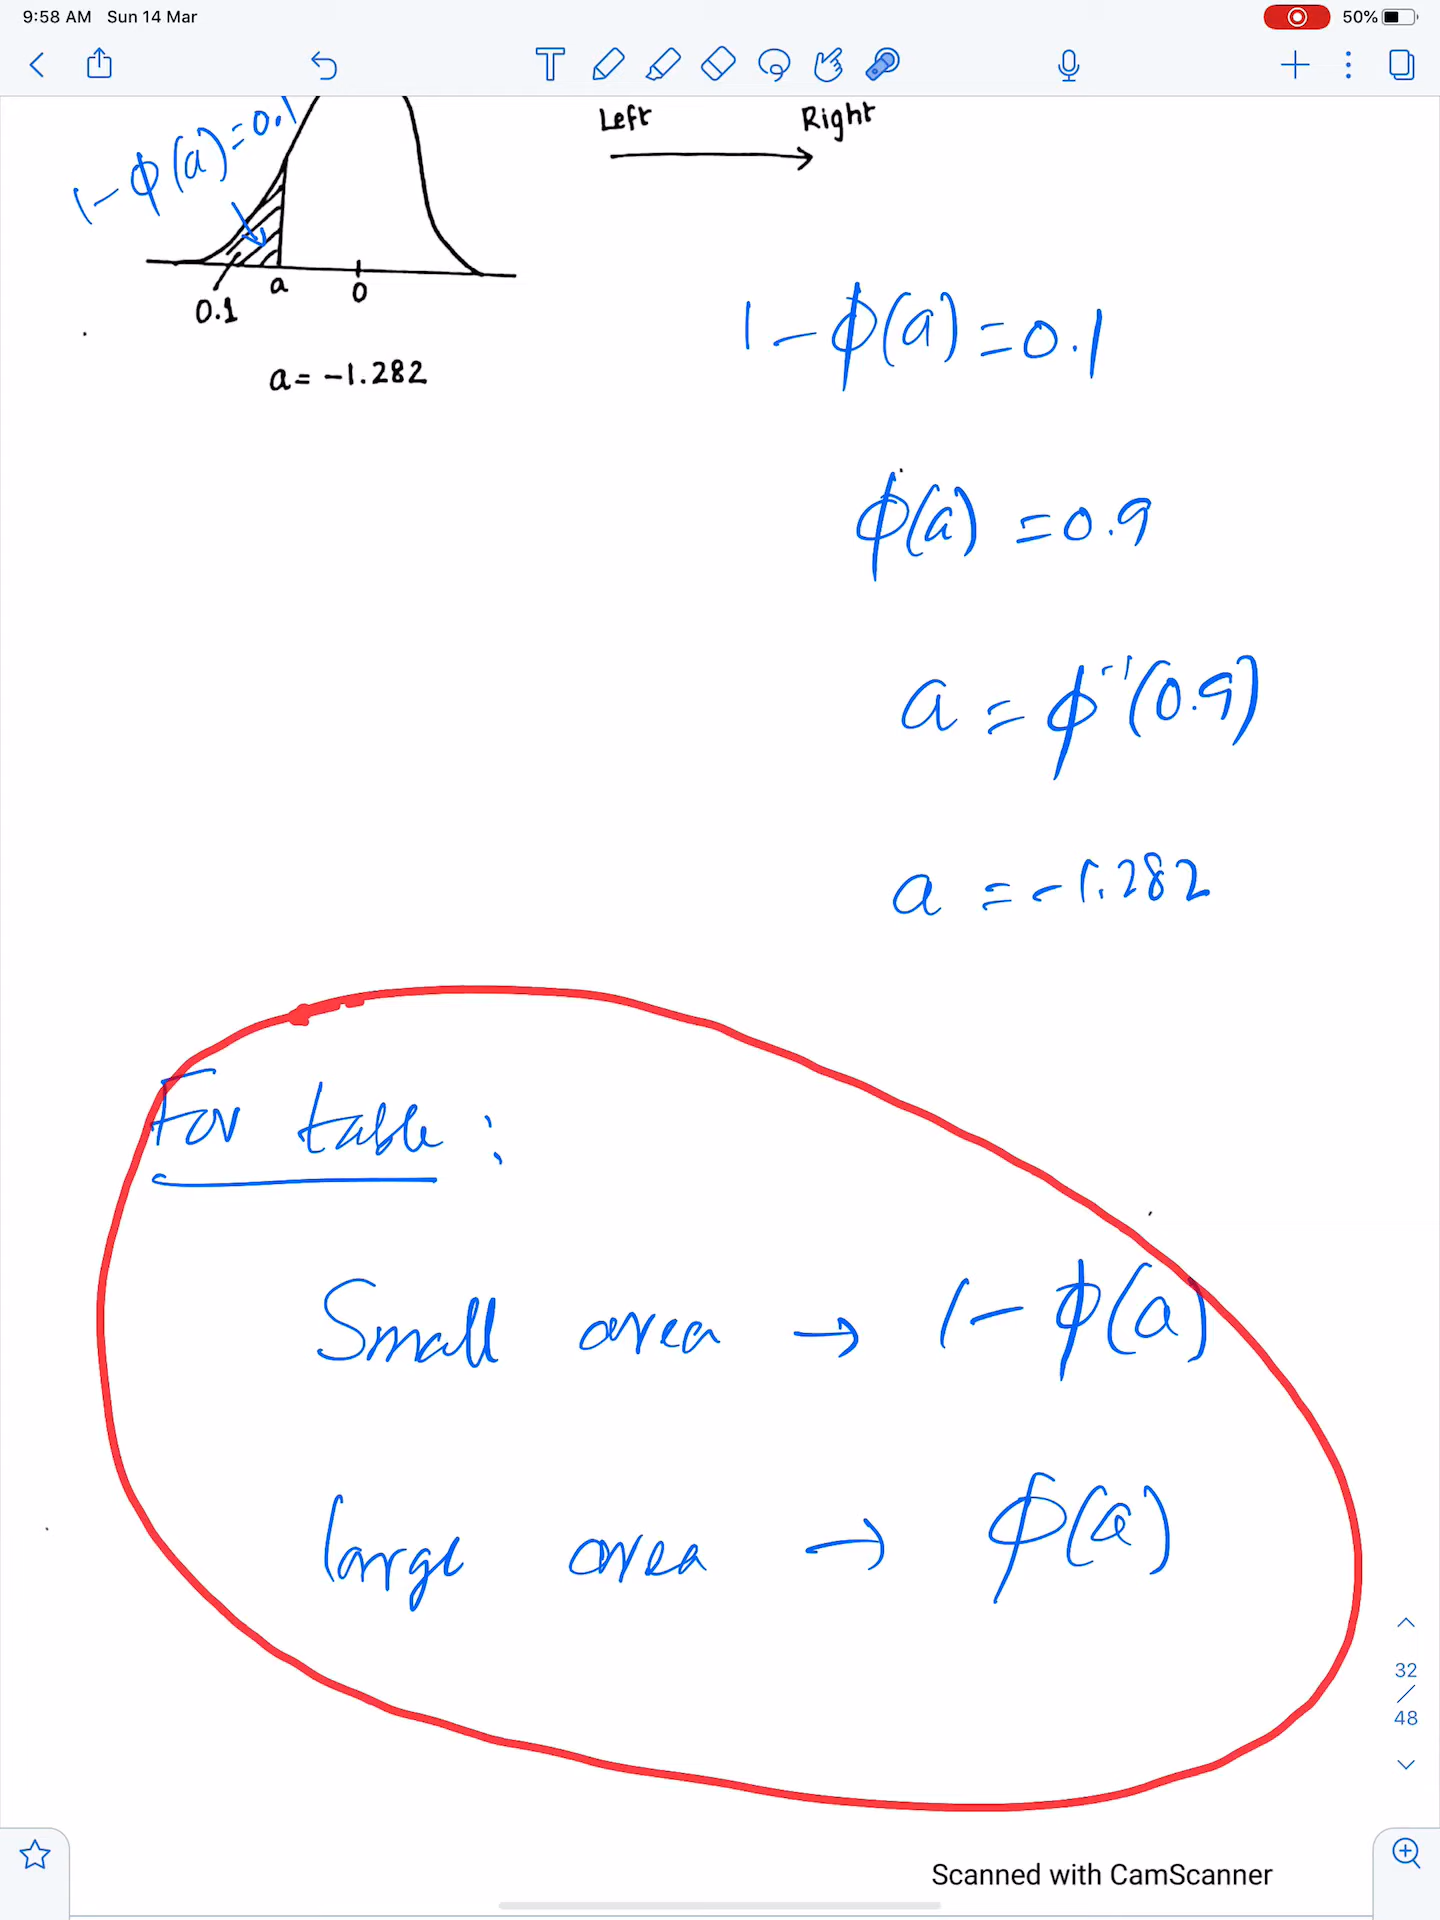 9:58 AM Sun 14 Mar
50%
T
Left Right
1-ϕ(a)=0.1
0.1 a 0
a= -1.282
1-ϕ(a)=0.1
ϕ(a) =0.9
a = ϕ⁻¹(0.9)
a = -1.282
For table :
Small area → 1-ϕ(a)
large area → ϕ(a)
32
/
48
Scanned with CamScanner